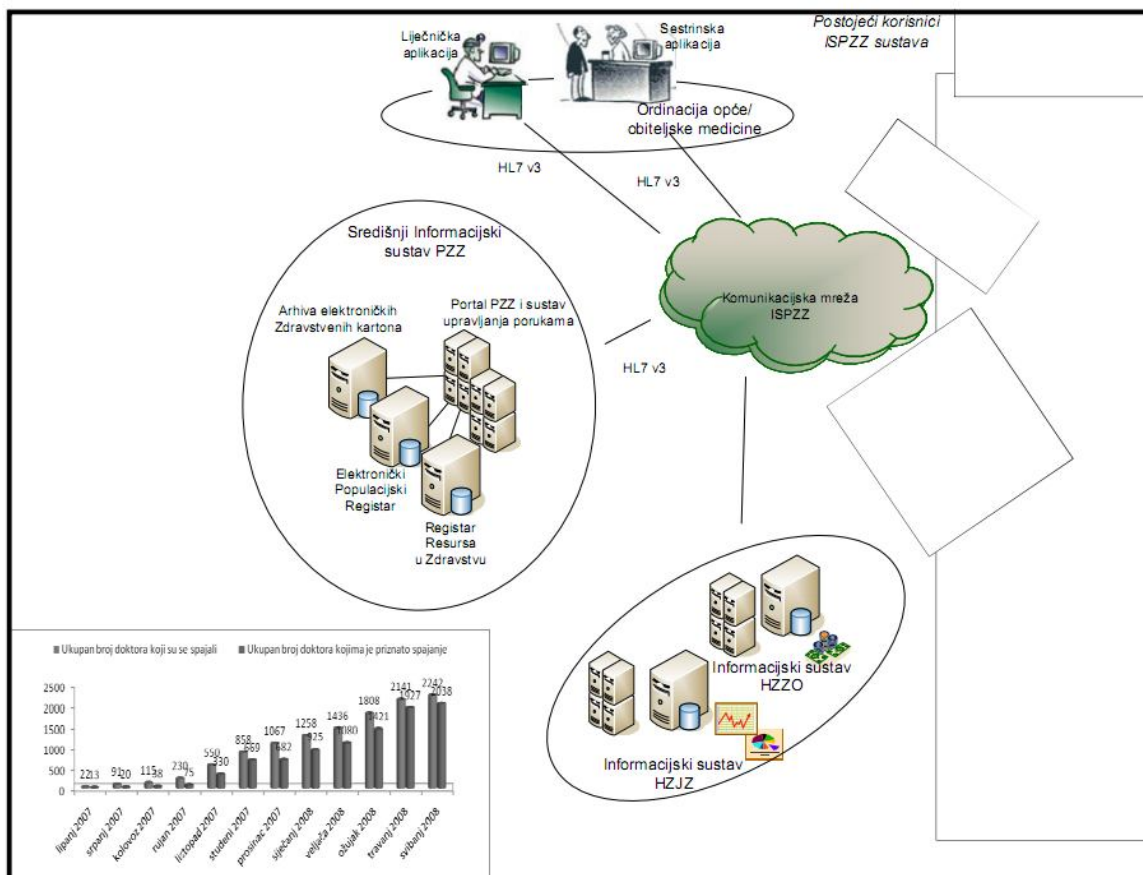 Postojeći korisnici
ISPZZ sustava
Liječnička
aplikacija
Sestrinska
aplikacija
Ordinacija opće/
obiteljske medicine
HL7 v3
HL7 v3
Središnji Informacijski
sustav PZZ
Arhiva elektroničkih
Zdravstvenih kartona
Portal PZZ i sustav
upravljanja porukama
Komunikacijska mreža
ISPZZ
HL7 v3
Elektronički
Populacijski
Registar
Registar
Resursa
u Zdravstvu
Informacijski sustav
HZZO
Informacijski sustav
HZJZ
Ukupan broj doktora koji su se spajali
Ukupan broj doktora kojima je priznato spajanje
2500
2000
1500
1000
500
0
22 13
91 20
115 38
230 75
550 330
858 669
1067 682
1258 925
1436 1080
1808 1421
2141 1927
2242 2038
lipanj 2007
srpanj 2007
kolovoz 2007
rujan 2007
listopad 2007
studeni 2007
prosinac 2007
siječanj 2008
veljača 2008
ožujak 2008
travanj 2008
svibanj 2008